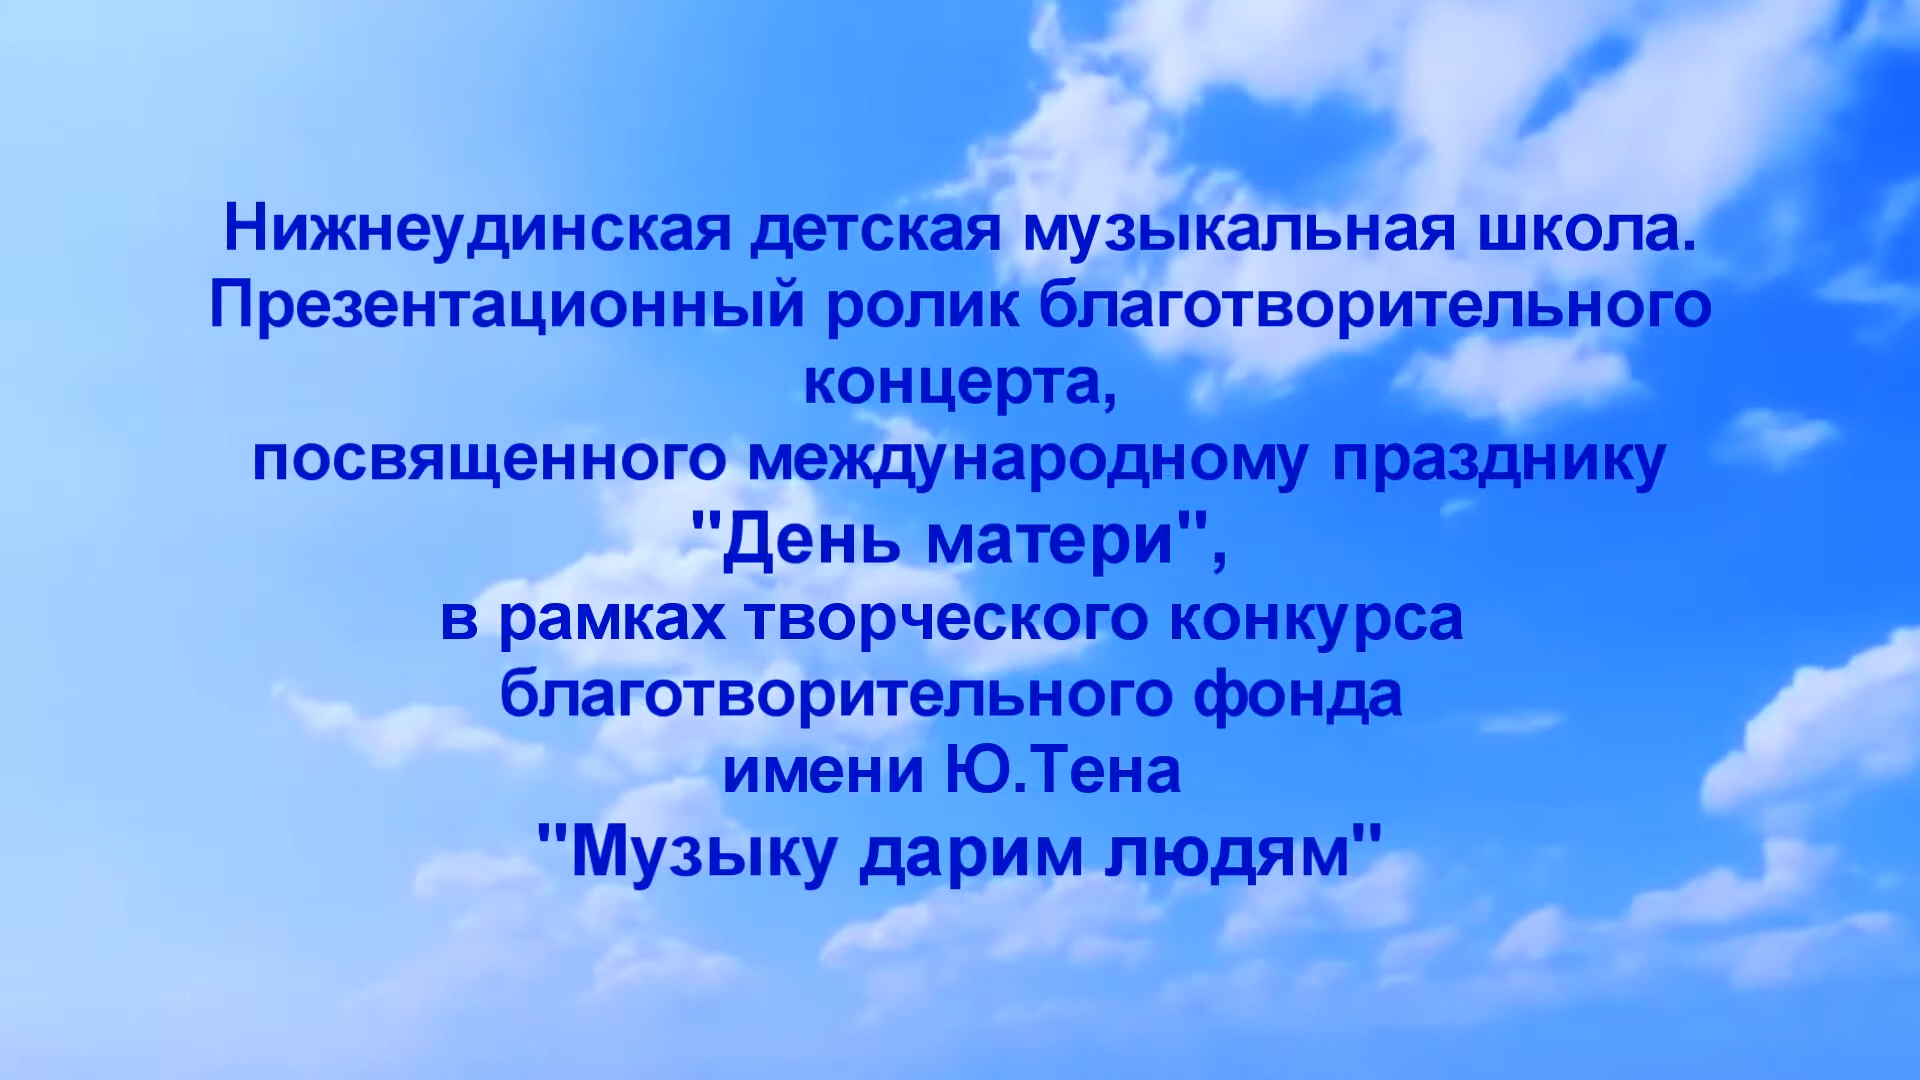 Нижнеудинская детская музыкальная школа.
Презентационный ролик благотворительного
концерта,
посвященного международному празднику
"День матери",
в рамках творческого конкурса
благотворительного фонда
имени Ю.Тена
"Музыку дарим людям"